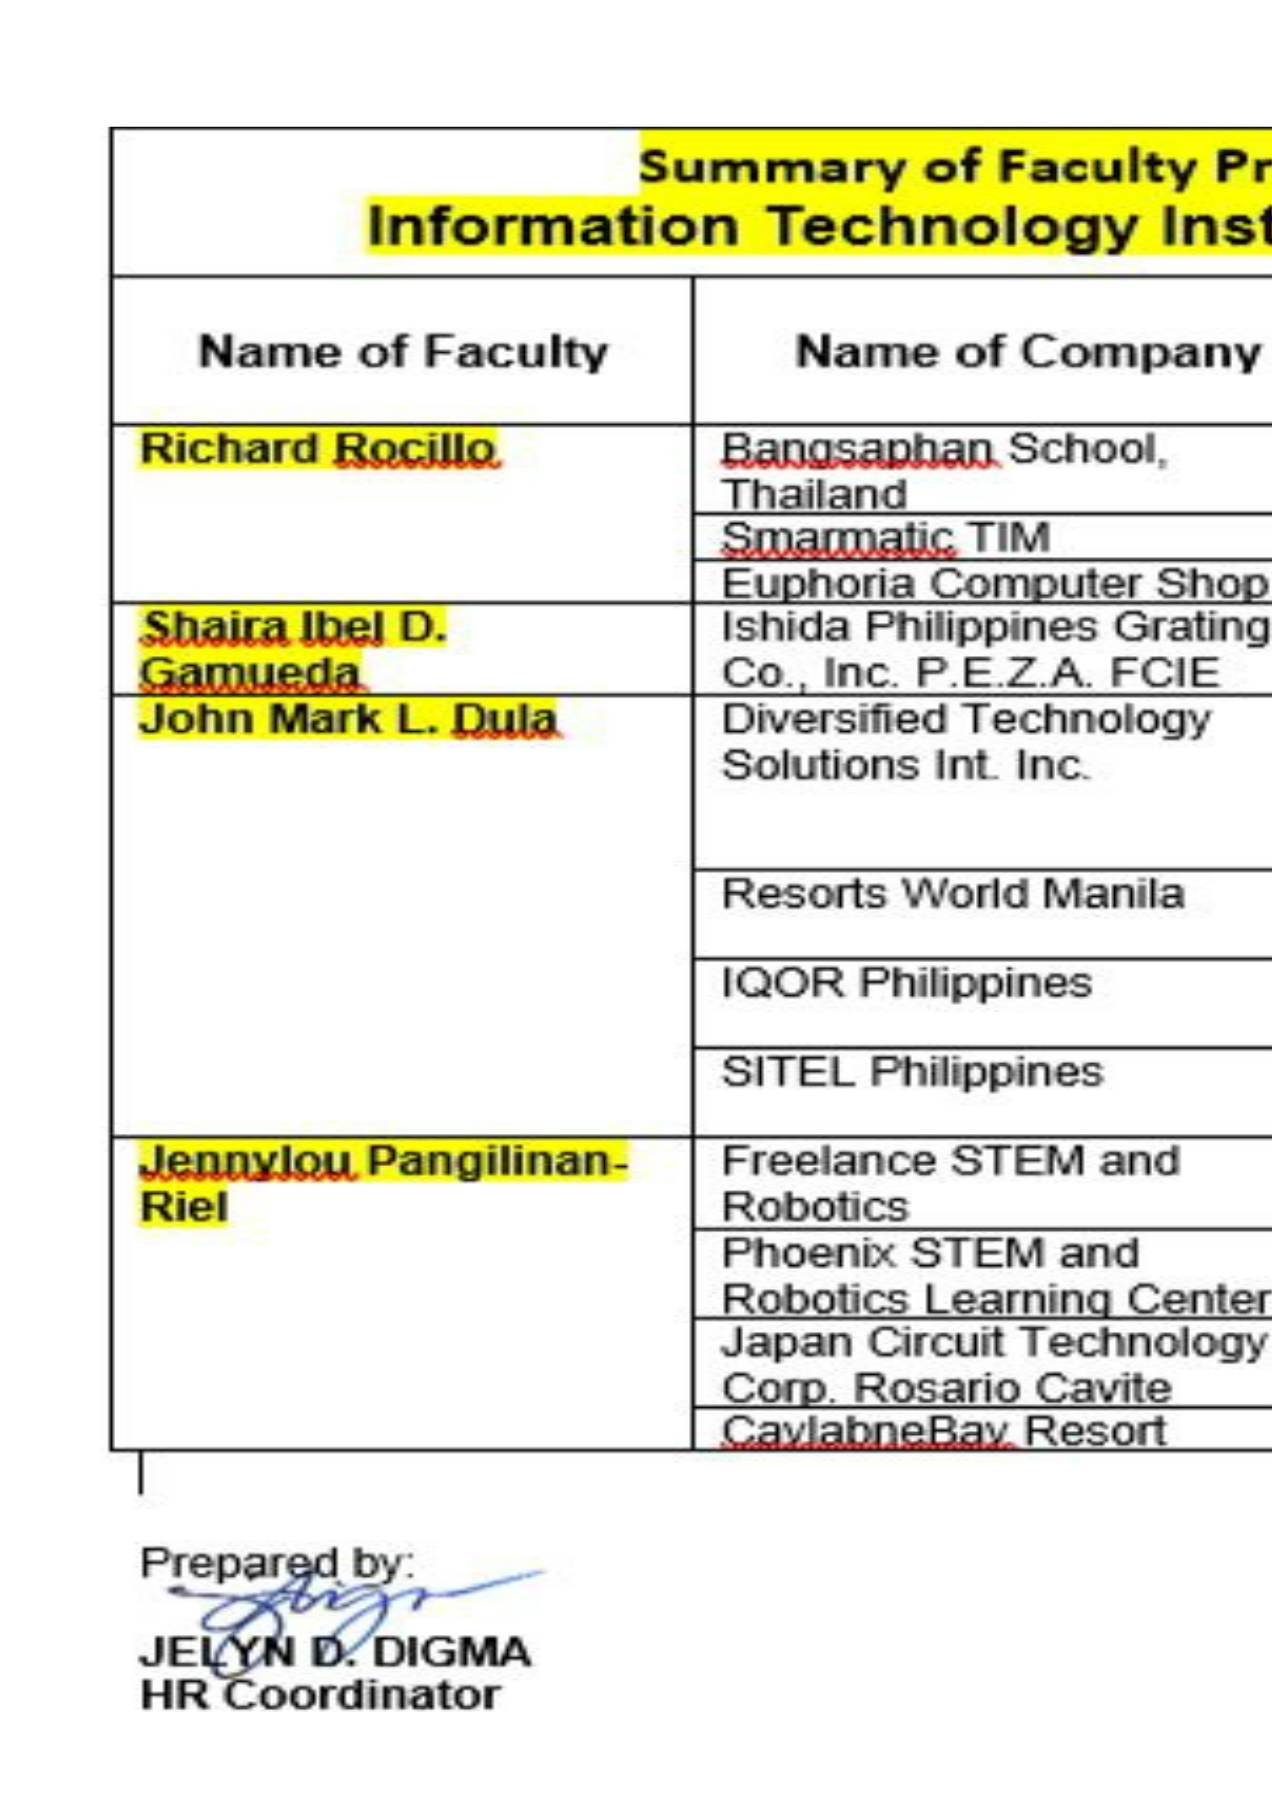 Summary of Faculty Pr
Information Technology Inst
Name of Faculty
Name of Company
Richard Rocillo
Bangsaphan School,
Thailand
Smarmatic TIM
Euphoria Computer Shop
Shaira Ibel D.
Gamueda
Ishida Philippines Grating
Co., Inc. P.E.Z.A. FCIE
John Mark L. Dula
Diversified Technology
Solutions Int. Inc.
Resorts World Manila
IQOR Philippines
SITEL Philippines
Jennylou Pangilinan-
Riel
Freelance STEM and
Robotics
Phoenix STEM and
Robotics Learning Center
Japan Circuit Technology
Corp. Rosario Cavite
CaylabneBay Resort
Prepared by:
JELYN D. DIGMA
HR Coordinator